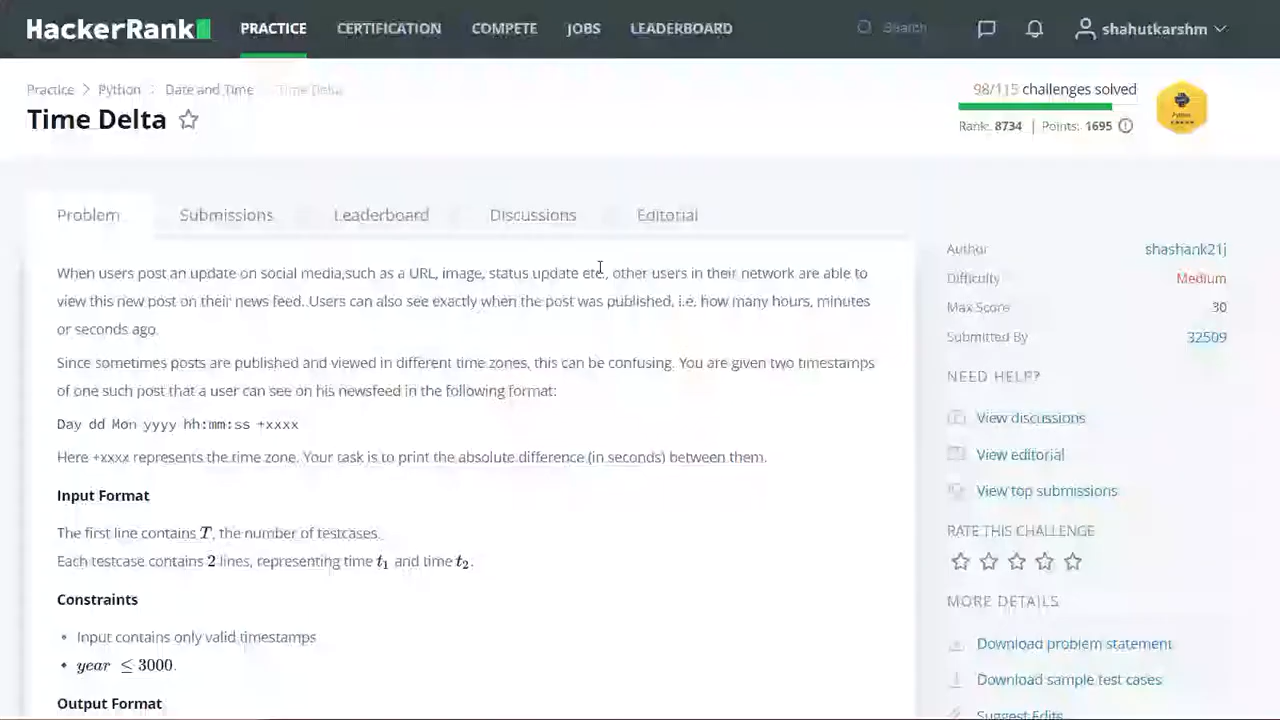 HackerRank
PRACTICE CERTIFICATION COMPETE JOBS LEADERBOARD Search shahutkarshm
Practice > Python > Date and Time > Time Delta
Time Delta
98/115 challenges solved
Rank: 8734 | Points: 1695
Python
Problem Submissions Leaderboard Discussions Editorial
When users post an update on social media,such as a URL, image, status update etc., other users in their network are able to
view this new post on their news feed. Users can also see exactly when the post was published, i.e, how many hours, minutes
or seconds ago.
Since sometimes posts are published and viewed in different time zones, this can be confusing. You are given two timestamps
of one such post that a user can see on his newsfeed in the following format:
Day dd Mon yyyy hh:mm:ss +xxxx
Here +xxxx represents the time zone. Your task is to print the absolute difference (in seconds) between them.
Input Format
The first line contains T, the number of testcases.
Each testcase contains 2 lines, representing time t1 and time t2.
Constraints
• Input contains only valid timestamps
• year ≤ 3000.
Output Format
Author shashank21j
Difficulty Medium
Max Score 30
Submitted By 32509
NEED HELP?
View discussions
View editorial
View top submissions
RATE THIS CHALLENGE
MORE DETAILS
Download problem statement
Download sample test cases
Suggest Edits